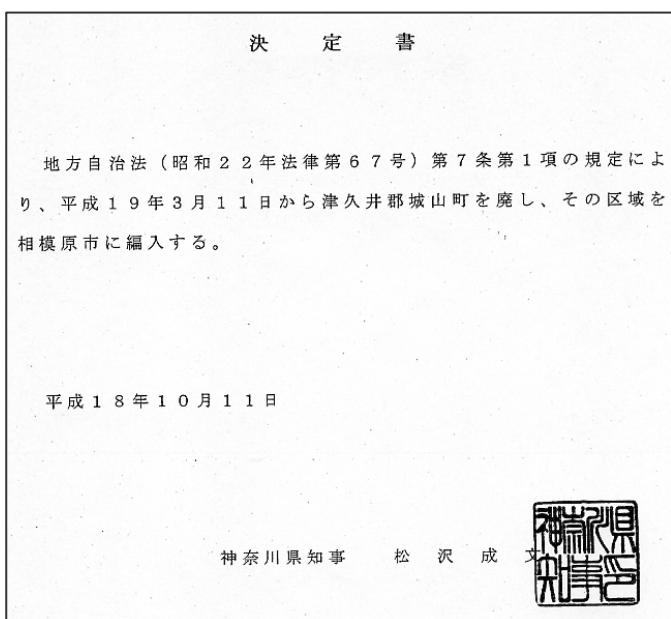 決定書
地方自治法（昭和２２年法律第６７号）第７条第１項の規定によ
り、平成１９年３月１１日から津久井郡城山町を廃し、その区域を
相模原市に編入する。
平成１８年１０月１１日
神奈川県知事　松沢成文
神奈川県知事印